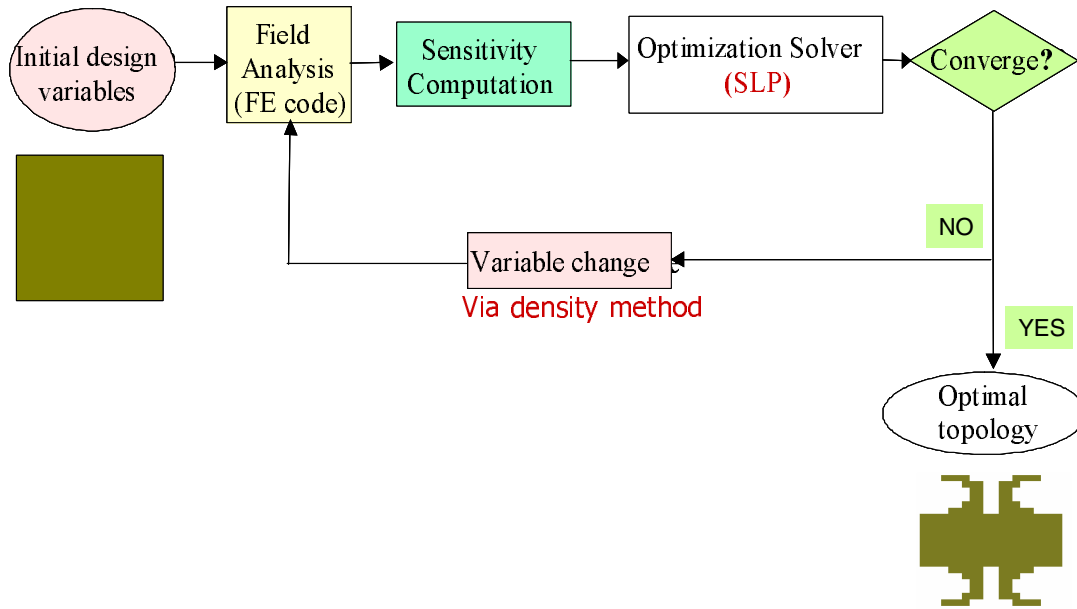 Initial design
variables
Field
Analysis
(FE code)
Sensitivity
Computation
Optimization Solver
(SLP)
Converge?
NO
Variable change
Via density method
YES
Optimal
topology